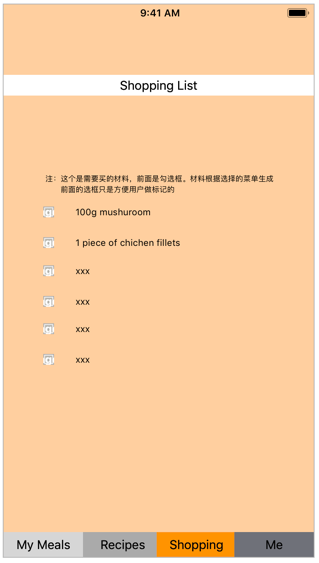 9:41 AM
Shopping List
注：这个是需要买的材料，前面是勾选框。材料根据选择的菜单生成
前面的选框只是方便用户做标记的
100g mushuroom
1 piece of chichen fillets
xxx
xxx
xxx
xxx
My Meals Recipes Shopping Me